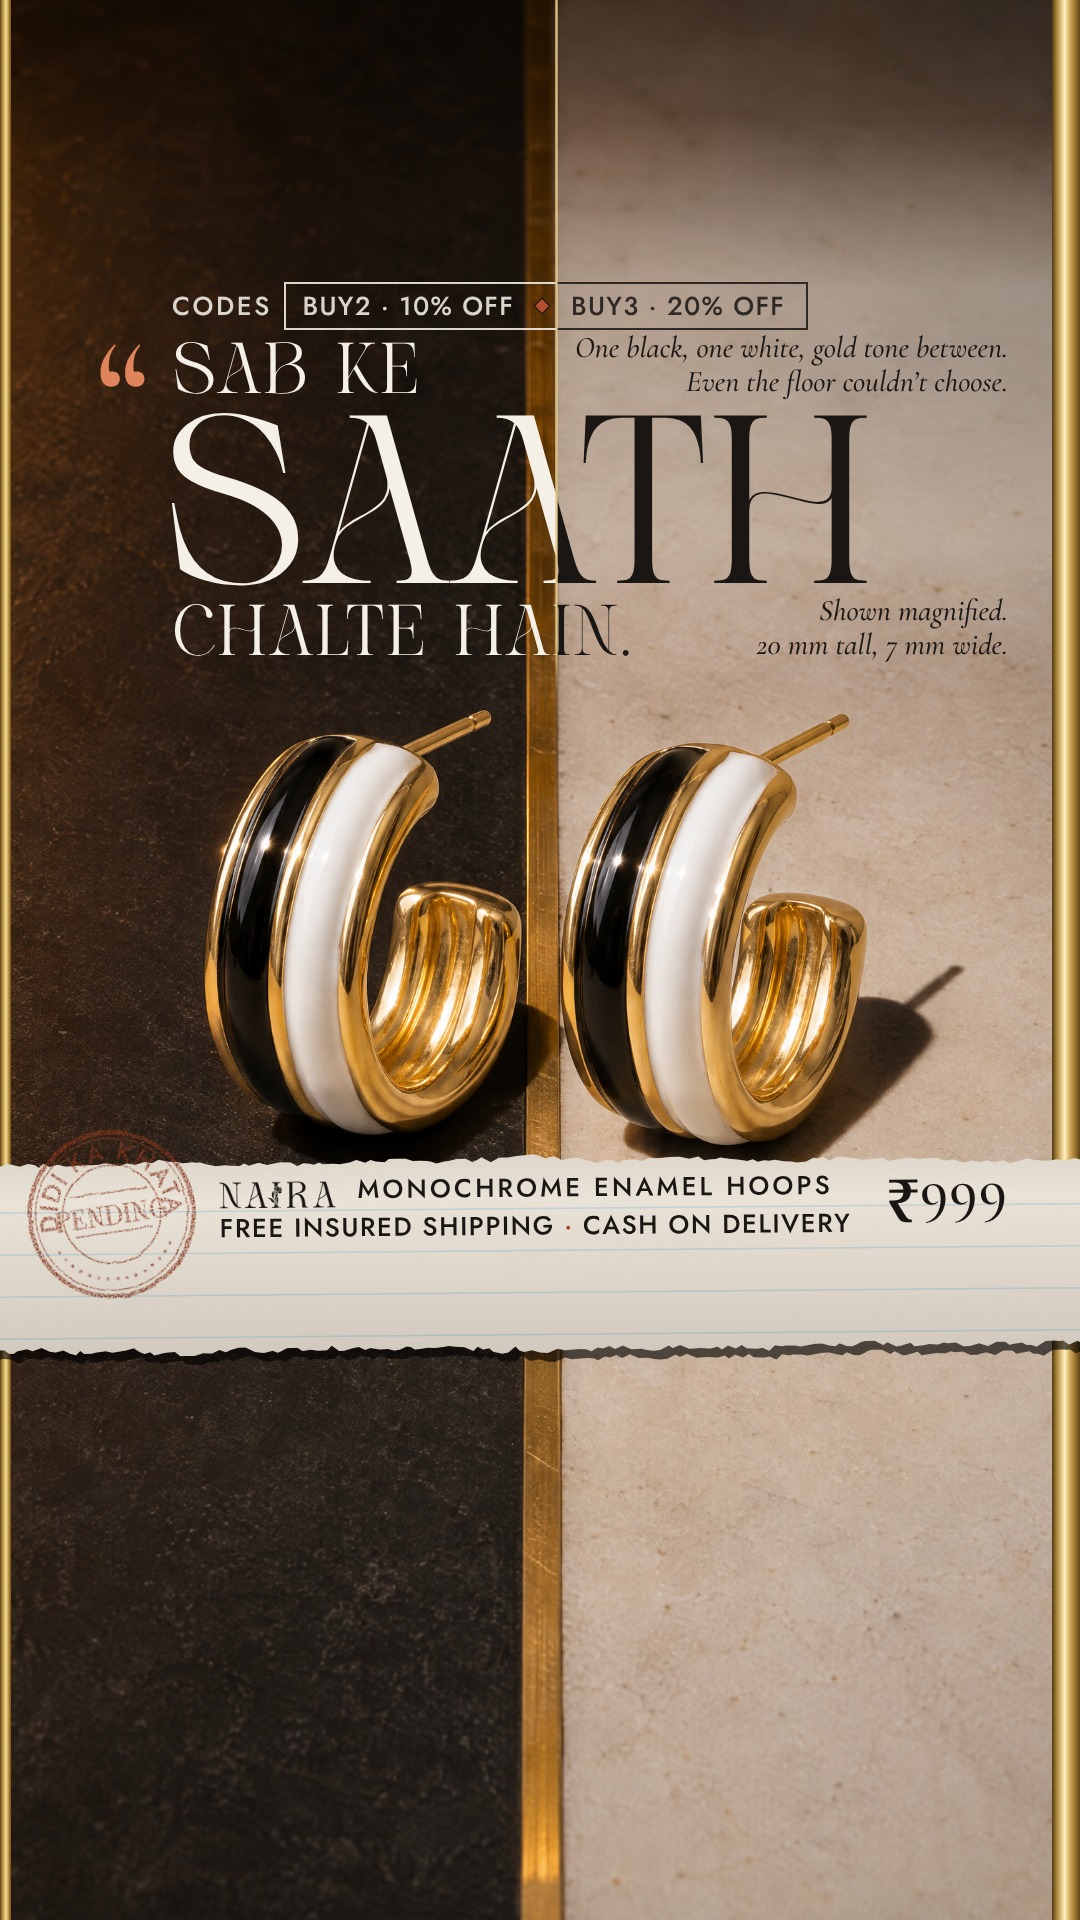 CODES BUY2 · 10% OFF ◆ BUY3 · 20% OFF
“ SAB KE
SAATH
CHALTE HAIN.
One black, one white, gold tone between.
Even the floor couldn’t choose.
Shown magnified.
20 mm tall, 7 mm wide.
DIDI KA KHATA
PENDING
NAIRA MONOCHROME ENAMEL HOOPS
FREE INSURED SHIPPING · CASH ON DELIVERY
₹999